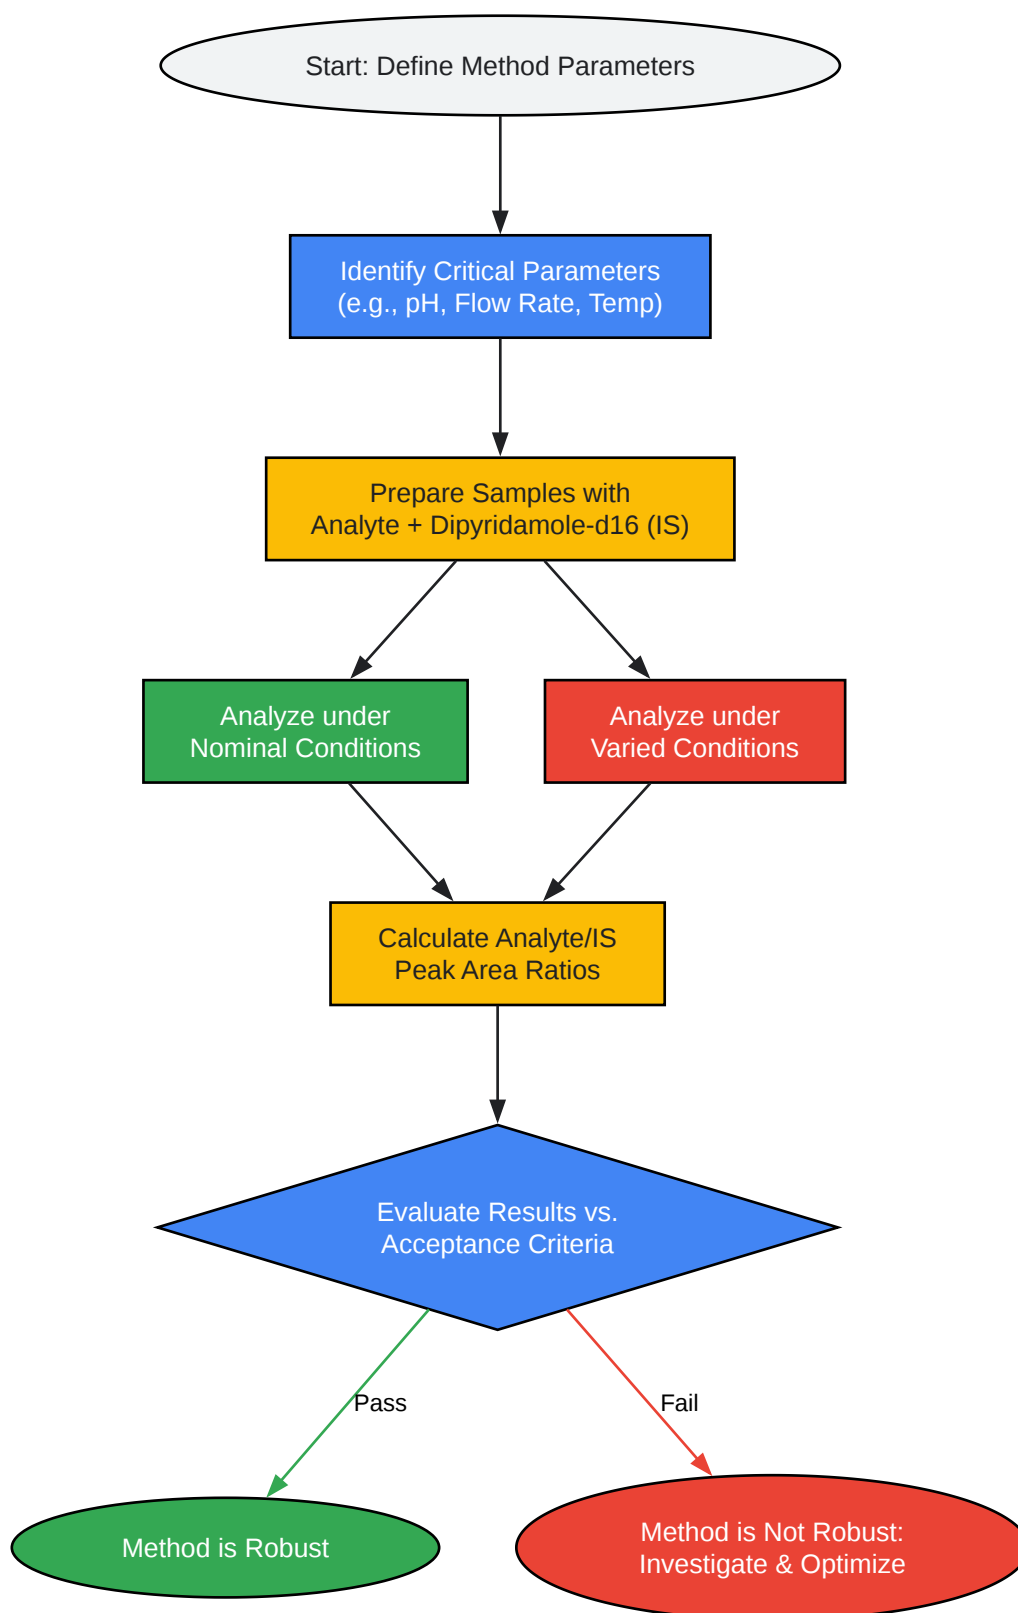 Start: Define Method Parameters
Identify Critical Parameters
(e.g., pH, Flow Rate, Temp)
Prepare Samples with
Analyte + Dipyridamole-d16 (IS)
Analyze under
Nominal Conditions
Analyze under
Varied Conditions
Calculate Analyte/IS
Peak Area Ratios
Evaluate Results vs.
Acceptance Criteria
Pass
Fail
Method is Robust
Method is Not Robust:
Investigate & Optimize